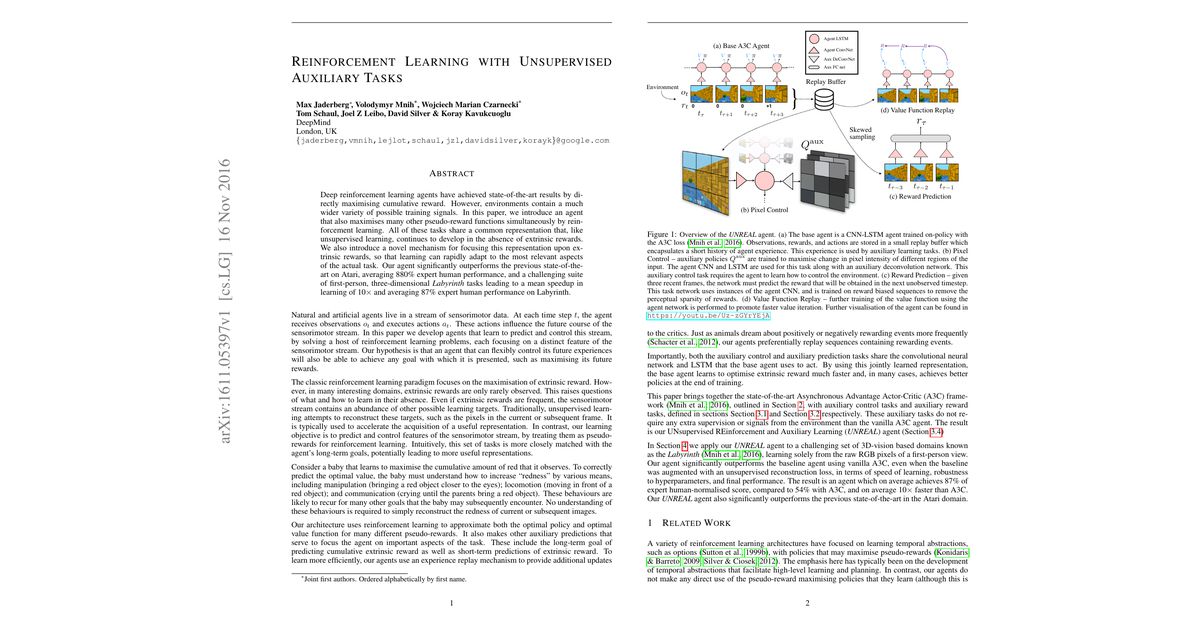 arXiv:1611.05397v1 [cs.LG] 16 Nov 2016
REINFORCEMENT LEARNING WITH UNSUPERVISED
AUXILIARY TASKS
Max Jaderberg*, Volodymyr Mnih*, Wojciech Marian Czarnecki*
Tom Schaul, Joel Z Leibo, David Silver & Koray Kavukcuoglu
DeepMind
London, UK
{jaderberg,vmnih,lejlot,schaul,jzl,davidsilver,korayk}@google.com
ABSTRACT
Deep reinforcement learning agents have achieved state-of-the-art results by di-
rectly maximising cumulative reward. However, environments contain a much
wider variety of possible training signals. In this paper, we introduce an agent
that also maximises many other pseudo-reward functions simultaneously by rein-
forcement learning. All of these tasks share a common representation that, like
unsupervised learning, continues to develop in the absence of extrinsic rewards.
We also introduce a novel mechanism for focusing this representation upon ex-
trinsic rewards, so that learning can rapidly adapt to the most relevant aspects
of the actual task. Our agent significantly outperforms the previous state-of-the-
art on Atari, averaging 880% expert human performance, and a challenging suite
of first-person, three-dimensional Labyrinth tasks leading to a mean speedup in
learning of 10× and averaging 87% expert human performance on Labyrinth.
Natural and artificial agents live in a stream of sensorimotor data. At each time step t, the agent
receives observations ot and executes actions at. These actions influence the future course of the
sensorimotor stream. In this paper we develop agents that learn to predict and control this stream,
by solving a host of reinforcement learning problems, each focusing on a distinct feature of the
sensorimotor stream. Our hypothesis is that an agent that can flexibly control its future experiences
will also be able to achieve any goal with which it is presented, such as maximising its future
rewards.
The classic reinforcement learning paradigm focuses on the maximisation of extrinsic reward. How-
ever, in many interesting domains, extrinsic rewards are only rarely observed. This raises questions
of what and how to learn in their absence. Even if extrinsic rewards are frequent, the sensorimotor
stream contains an abundance of other possible learning targets. Traditionally, unsupervised learn-
ing attempts to reconstruct these targets, such as the pixels in the current or subsequent frame. It
is typically used to accelerate the acquisition of a useful representation. In contrast, our learning
objective is to predict and control features of the sensorimotor stream, by treating them as pseudo-
rewards for reinforcement learning. Intuitively, this set of tasks is more closely matched with the
agent's long-term goals, potentially leading to more useful representations.
Consider a baby that learns to maximise the cumulative amount of red that it observes. To correctly
predict the optimal value, the baby must understand how to increase "redness" by various means,
including manipulation (bringing a red object closer to the eyes); locomotion (moving in front of a
red object); and communication (crying until the parents bring a red object). These behaviours are
likely to recur for many other goals that the baby may subsequently encounter. No understanding of
these behaviours is required to simply reconstruct the redness of current or subsequent images.
Our architecture uses reinforcement learning to approximate both the optimal policy and optimal
value function for many different pseudo-rewards. It also makes other auxiliary predictions that
serve to focus the agent on important aspects of the task. These include the long-term goal of
predicting cumulative extrinsic reward as well as short-term predictions of extrinsic reward. To
learn more efficiently, our agents use an experience replay mechanism to provide additional updates
*Joint first authors. Ordered alphabetically by first name.
1
(a) Base A3C Agent
Agent LSTM
Agent ConvNet
Aux DeConvNet
Aux FC net
Environment
Replay Buffer
oτ
rτ 0 0 0 +1
tτ tτ+1 tτ+2 tτ+3
(d) Value Function Replay
Skewed
sampling
rτ
Qaux
tτ−3 tτ−2 tτ−1
(c) Reward Prediction
(b) Pixel Control
Figure 1: Overview of the UNREAL agent. (a) The base agent is a CNN-LSTM agent trained on-policy with
the A3C loss (Mnih et al., 2016). Observations, rewards, and actions are stored in a small replay buffer which
encapsulates a short history of agent experience. This experience is used by auxiliary learning tasks. (b) Pixel
Control – auxiliary policies Qaux are trained to maximise change in pixel intensity of different regions of the
input. The agent CNN and LSTM are used for this task along with an auxiliary deconvolution network. This
auxiliary control task requires the agent to learn how to control the environment. (c) Reward Prediction – given
three recent frames, the network must predict the reward that will be obtained in the next unobserved timestep.
This task network uses instances of the agent CNN, and is trained on reward biased sequences to remove the
perceptual sparsity of rewards. (d) Value Function Replay – further training of the value function using the
agent network is performed to promote faster value iteration. Further visualisation of the agent can be found in
https://youtu.be/Uz-zGYrYEjA
to the critics. Just as animals dream about positively or negatively rewarding events more frequently
(Schacter et al., 2012), our agents preferentially replay sequences containing rewarding events.
Importantly, both the auxiliary control and auxiliary prediction tasks share the convolutional neural
network and LSTM that the base agent uses to act. By using this jointly learned representation,
the base agent learns to optimise extrinsic reward much faster and, in many cases, achieves better
policies at the end of training.
This paper brings together the state-of-the-art Asynchronous Advantage Actor-Critic (A3C) frame-
work (Mnih et al., 2016), outlined in Section 2, with auxiliary control tasks and auxiliary reward
tasks, defined in sections Section 3.1 and Section 3.2 respectively. These auxiliary tasks do not re-
quire any extra supervision or signals from the environment than the vanilla A3C agent. The result
is our UNsupervised REinforcement and Auxiliary Learning (UNREAL) agent (Section 3.4)
In Section 4 we apply our UNREAL agent to a challenging set of 3D-vision based domains known
as the Labyrinth (Mnih et al., 2016), learning solely from the raw RGB pixels of a first-person view.
Our agent significantly outperforms the baseline agent using vanilla A3C, even when the baseline
was augmented with an unsupervised reconstruction loss, in terms of speed of learning, robustness
to hyperparameters, and final performance. The result is an agent which on average achieves 87% of
expert human-normalised score, compared to 54% with A3C, and on average 10× faster than A3C.
Our UNREAL agent also significantly outperforms the previous state-of-the-art in the Atari domain.
1 RELATED WORK
A variety of reinforcement learning architectures have focused on learning temporal abstractions,
such as options (Sutton et al., 1999b), with policies that may maximise pseudo-rewards (Konidaris
& Barreto, 2009; Silver & Ciosek, 2012). The emphasis here has typically been on the development
of temporal abstractions that facilitate high-level learning and planning. In contrast, our agents do
not make any direct use of the pseudo-reward maximising policies that they learn (although this is
2